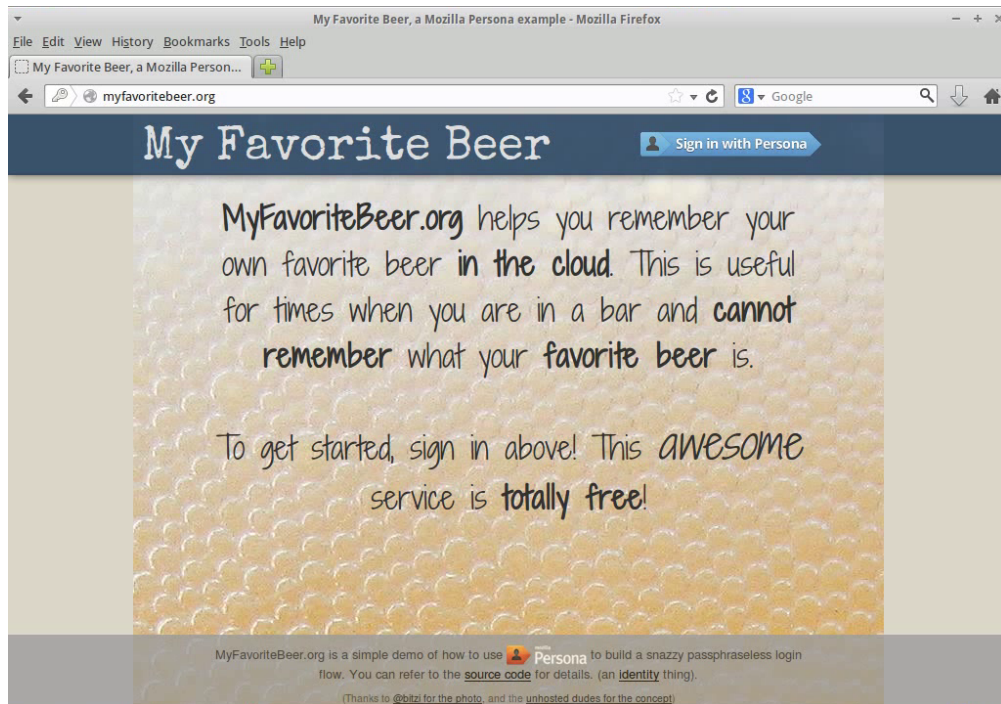 My Favorite Beer, a Mozilla Persona example - Mozilla Firefox
File Edit View History Bookmarks Tools Help
My Favorite Beer, a Mozilla Person...
myfavoritebeer.org
8 Google
My Favorite Beer
Sign in with Persona
MyFavoriteBeer.org helps you remember your
own favorite beer in the cloud. This is useful
for times when you are in a bar and cannot
remember what your favorite beer is.
To get started, sign in above! This awesome
service is totally free!
MyFavoriteBeer.org is a simple demo of how to use mozilla Persona to build a snazzy passphraseless login
flow. You can refer to the source code for details. (an identity thing).
(Thanks to @bitzi for the photo, and the unhosted dudes for the concept)